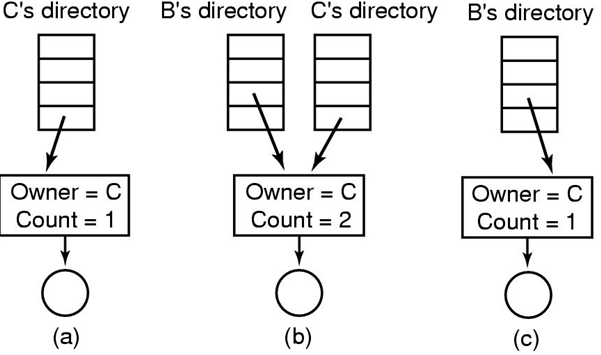 C's directory
B's directory
C's directory
B's directory
Owner = C
Count = 1
Owner = C
Count = 2
Owner = C
Count = 1
(a)
(b)
(c)